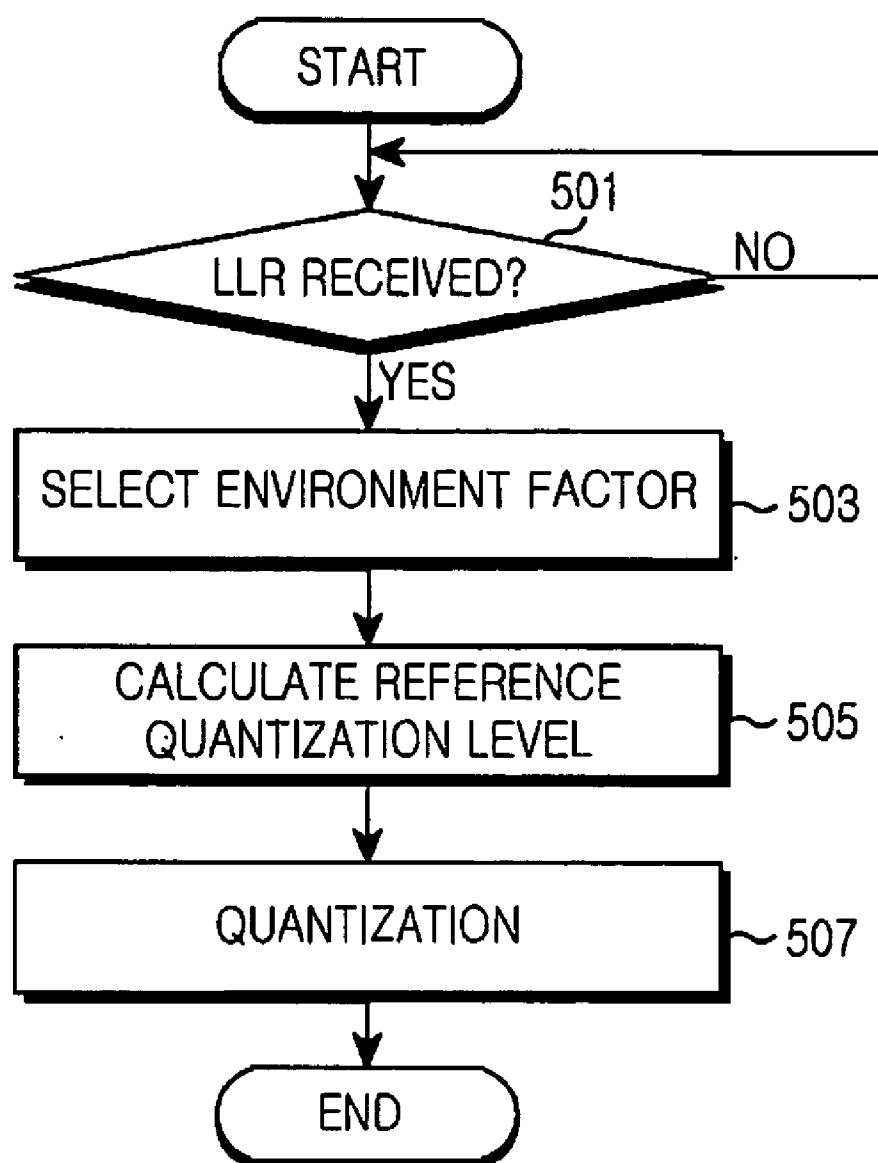 START
501
LLR RECEIVED?
NO
YES
SELECT ENVIRONMENT FACTOR
503
CALCULATE REFERENCE
QUANTIZATION LEVEL
505
QUANTIZATION
507
END